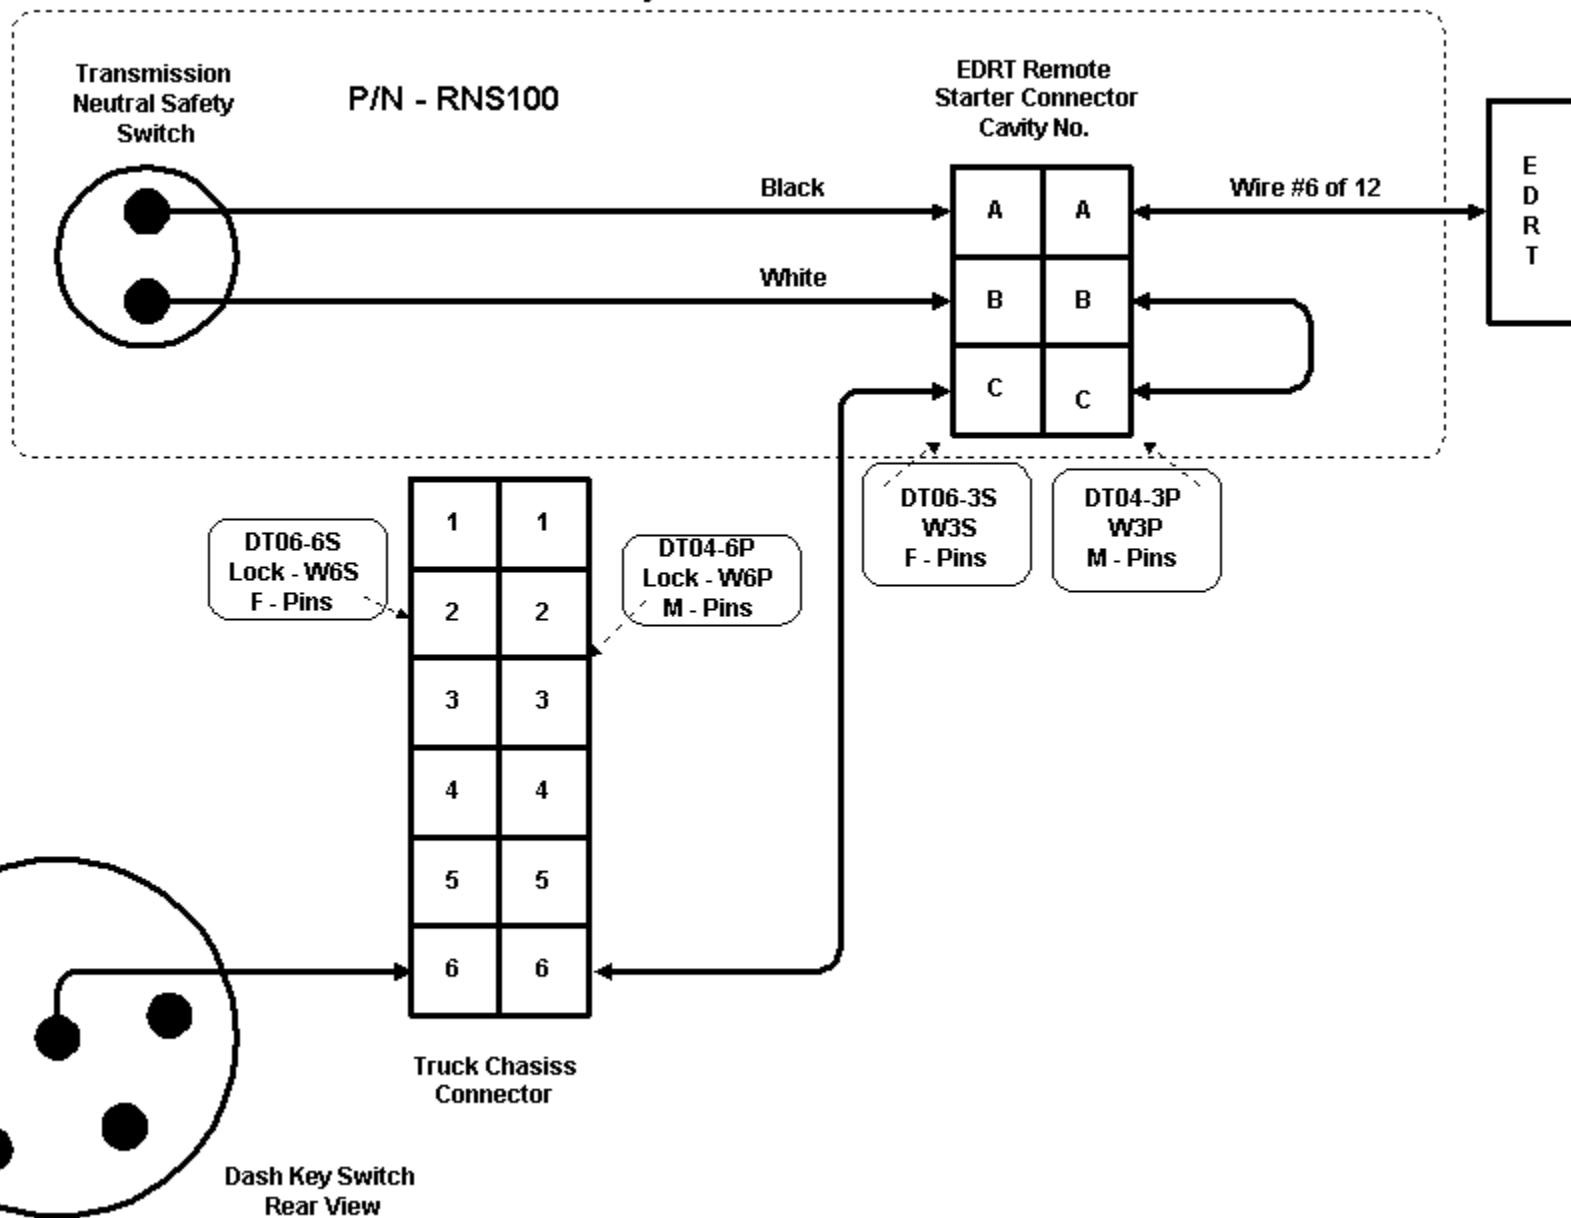 Transmission
Neutral Safety
Switch
P/N - RNS100
EDRT Remote
Starter Connector
Cavity No.
Black
A A
Wire #6 of 12
E
D
R
T
White
B B
C C
DT06-3S
W3S
F - Pins
DT04-3P
W3P
M - Pins
DT06-6S
Lock - W6S
F - Pins
DT04-6P
Lock - W6P
M - Pins
1 1
2 2
3 3
4 4
5 5
6 6
Truck Chasiss
Connector
Dash Key Switch
Rear View